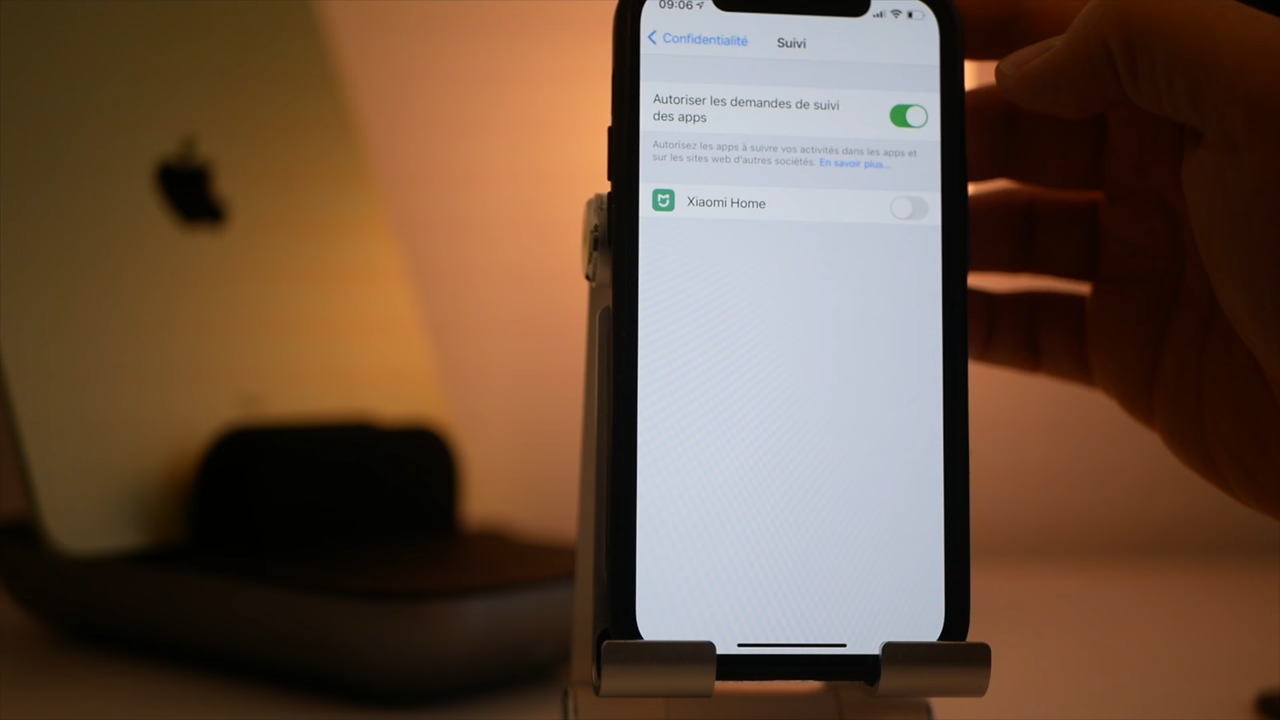 09:06
Confidentialité
Suivi
Autoriser les demandes de suivi
des apps
Autorisez les apps à suivre vos activités dans les apps et
sur les sites web d'autres sociétés. En savoir plus...
Xiaomi Home